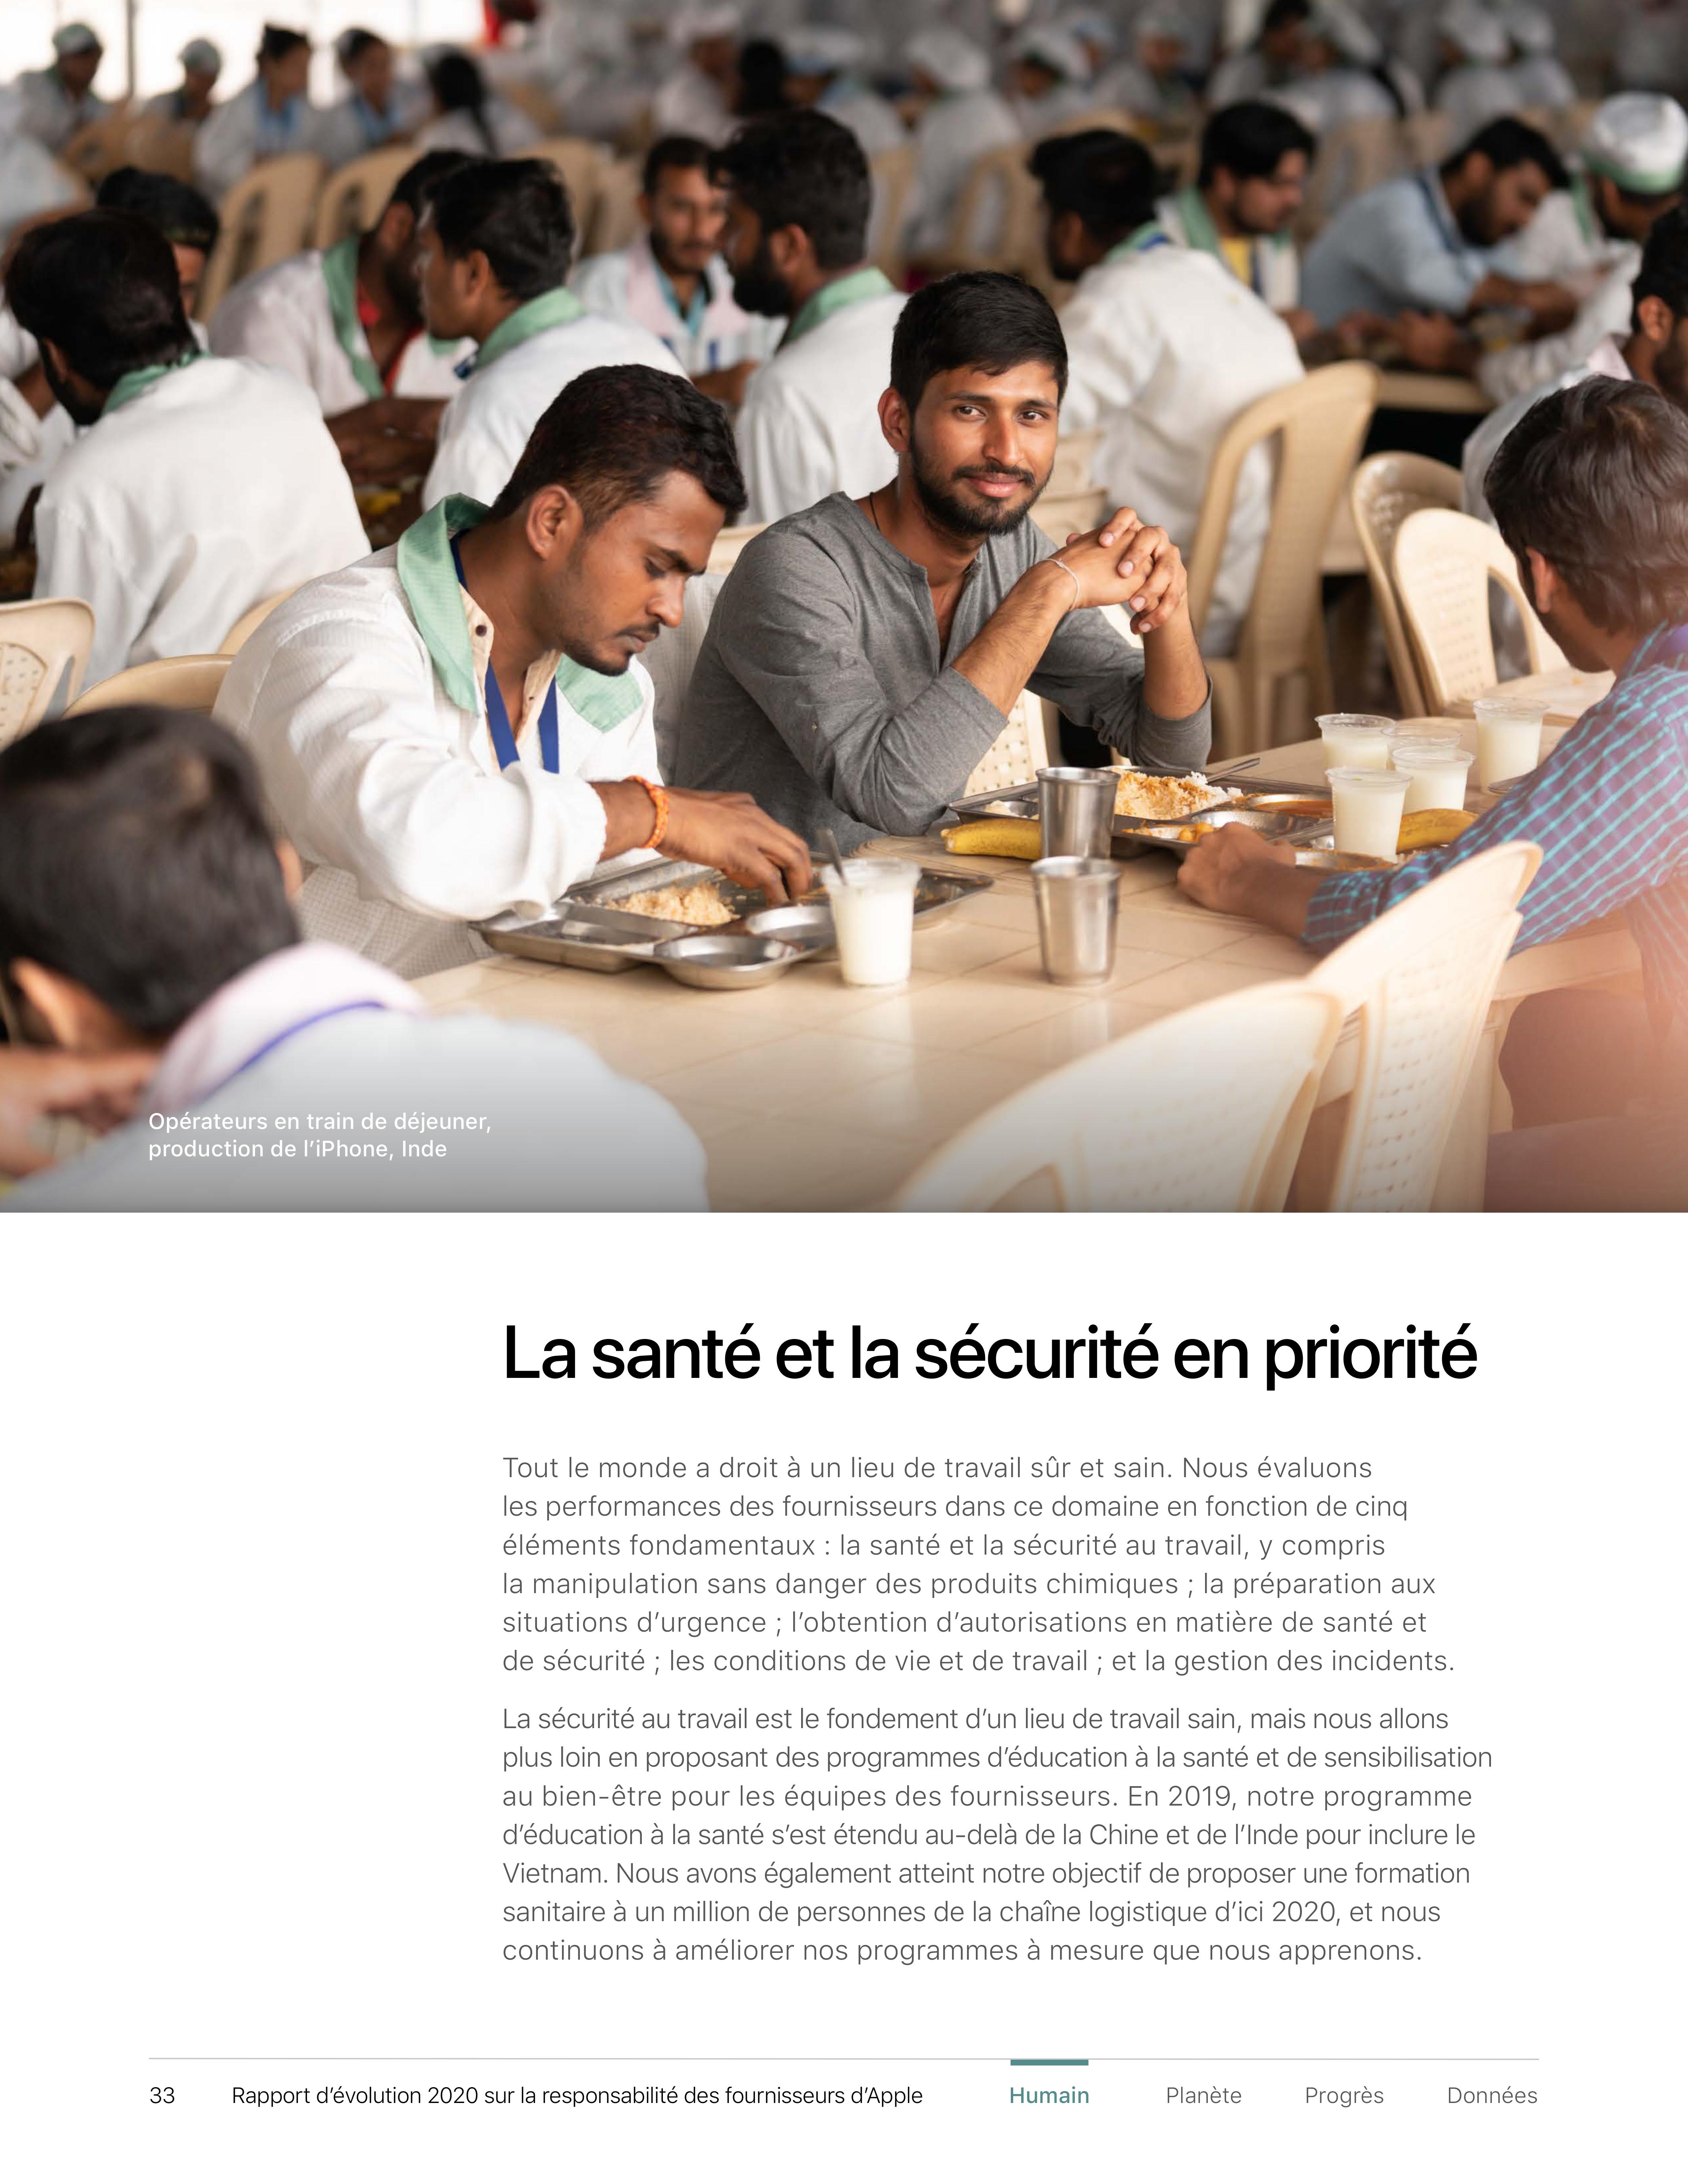 Opérateurs en train de déjeuner,
production de l’iPhone, Inde
La santé et la sécurité en priorité
Tout le monde a droit à un lieu de travail sûr et sain. Nous évaluons
les performances des fournisseurs dans ce domaine en fonction de cinq
éléments fondamentaux : la santé et la sécurité au travail, y compris
la manipulation sans danger des produits chimiques ; la préparation aux
situations d’urgence ; l’obtention d’autorisations en matière de santé et
de sécurité ; les conditions de vie et de travail ; et la gestion des incidents.
La sécurité au travail est le fondement d’un lieu de travail sain, mais nous allons
plus loin en proposant des programmes d’éducation à la santé et de sensibilisation
au bien-être pour les équipes des fournisseurs. En 2019, notre programme
d’éducation à la santé s’est étendu au-delà de la Chine et de l’Inde pour inclure le
Vietnam. Nous avons également atteint notre objectif de proposer une formation
sanitaire à un million de personnes de la chaîne logistique d’ici 2020, et nous
continuons à améliorer nos programmes à mesure que nous apprenons.
33 Rapport d’évolution 2020 sur la responsabilité des fournisseurs d’Apple Humain Planète Progrès Données